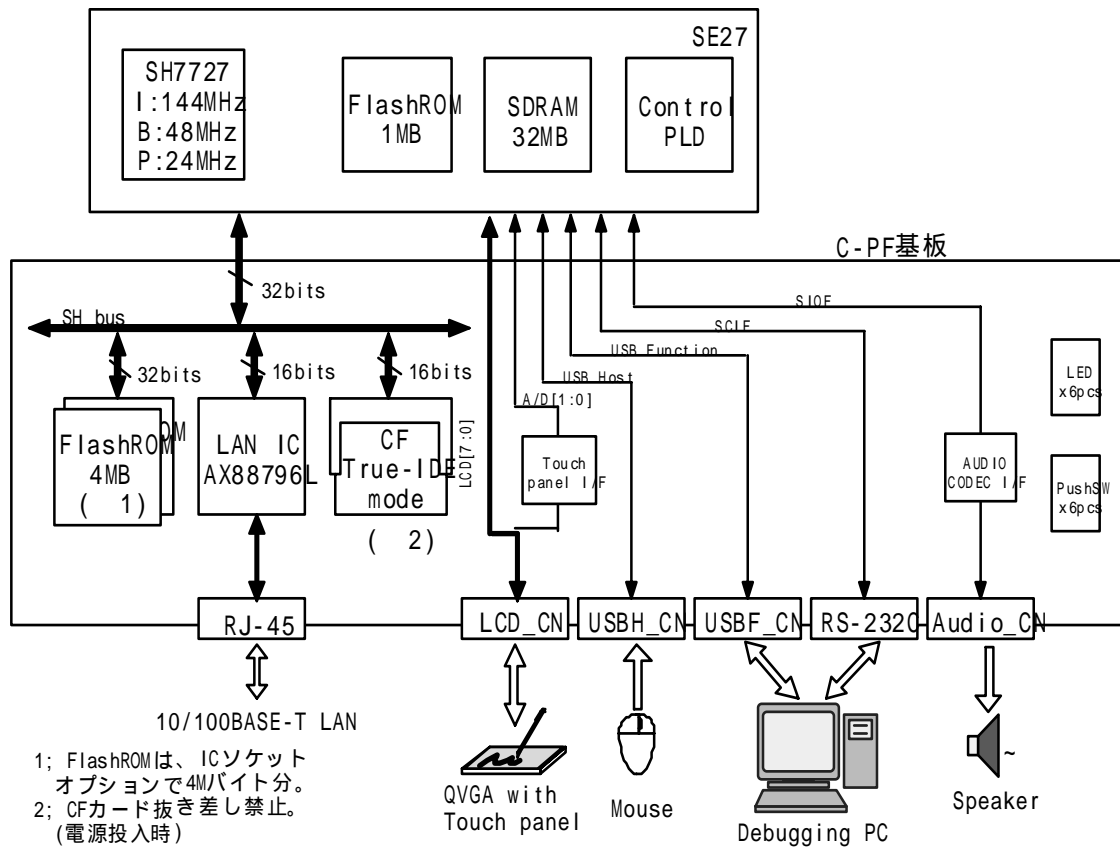 SE27
SH7727
I:144MHz
B:48MHz
P:24MHz
FlashROM
1MB
SDRAM
32MB
Control
PLD
C-PF基板
32bits
SH bus
SIOF
SCIF
USB Function
USB Host
A/D[1:0]
LCD[7:0]
32bits
16bits
16bits
FlashROM
4MB
( 1)
OM
LAN IC
AX88796L
CF
True-IDE
mode
( 2)
Touch
panel I/F
AUDIO
CODEC I/F
LED
x6pcs
PushSW
x6pcs
RJ-45
LCD_CN
USBH_CN
USBF_CN
RS-232C
Audio_CN
10/100BASE-T LAN
1; FlashROMは、ICソケット
オプションで4Mバイト分。
2; CFカード抜き差し禁止。
(電源投入時)
QVGA with
Touch panel
Mouse
Debugging PC
~
Speaker